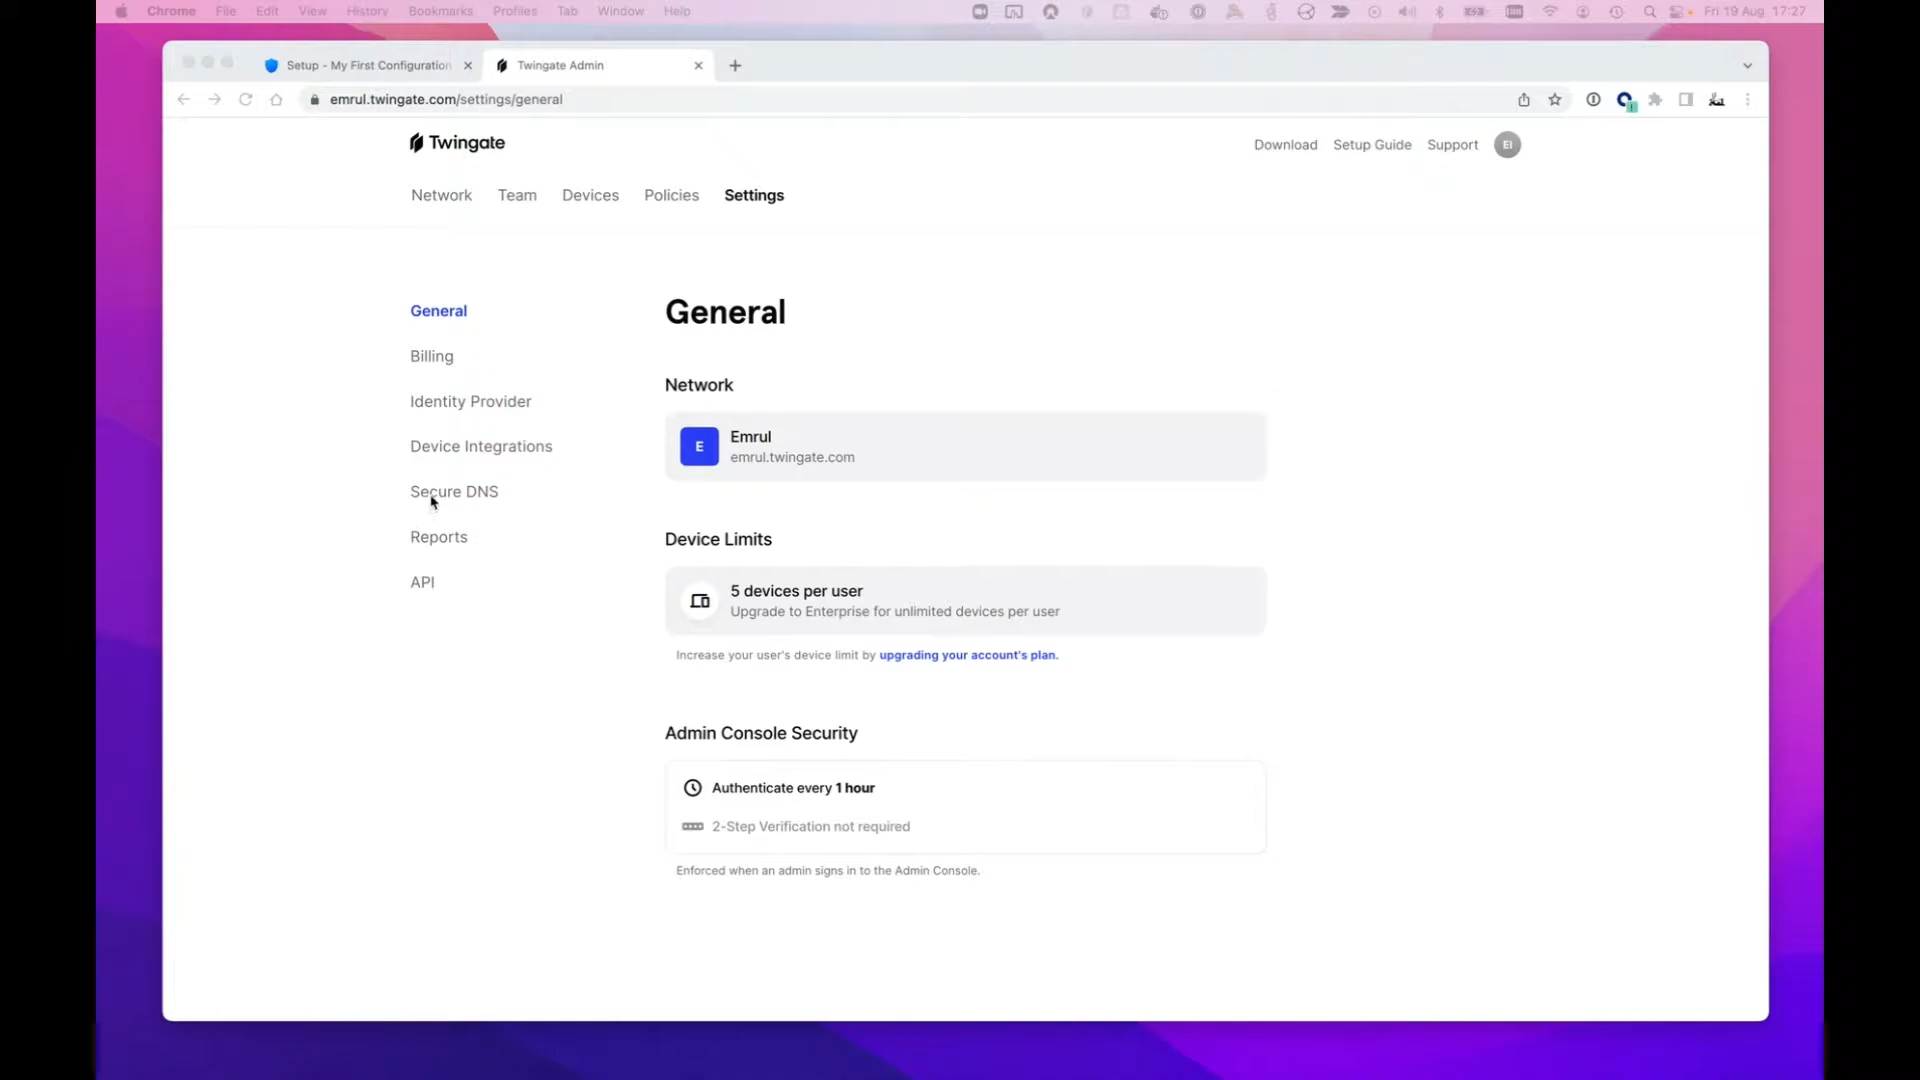 Chrome File Edit View History Bookmarks Profiles Tab Window Help Fri 19 Aug 17:27
Setup - My First Configuration Twingate Admin
emrul.twingate.com/settings/general
Twingate
Download Setup Guide Support EI
Network Team Devices Policies Settings
General
Billing
Identity Provider
Device Integrations
Secure DNS
Reports
API
General
Network
E
Emrul
emrul.twingate.com
Device Limits
5 devices per user
Upgrade to Enterprise for unlimited devices per user
Increase your user's device limit by upgrading your account's plan.
Admin Console Security
Authenticate every 1 hour
2-Step Verification not required
Enforced when an admin signs in to the Admin Console.